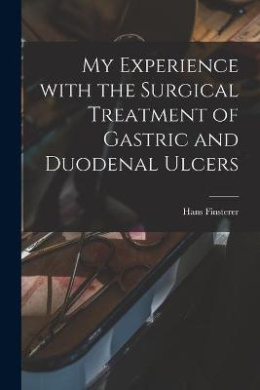 My Experience
with the Surgical
Treatment of
Gastric and
Duodenal Ulcers
Hans Finsterer